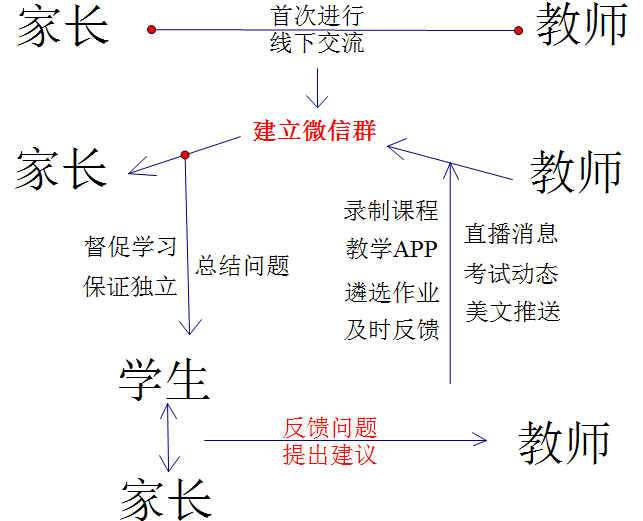 家长
首次进行
线下交流
教师
建立微信群
家长
教师
督促学习
保证独立
总结问题
录制课程
教学APP
遴选作业
及时反馈
直播消息
考试动态
美文推送
学生
家长
反馈问题
提出建议
教师